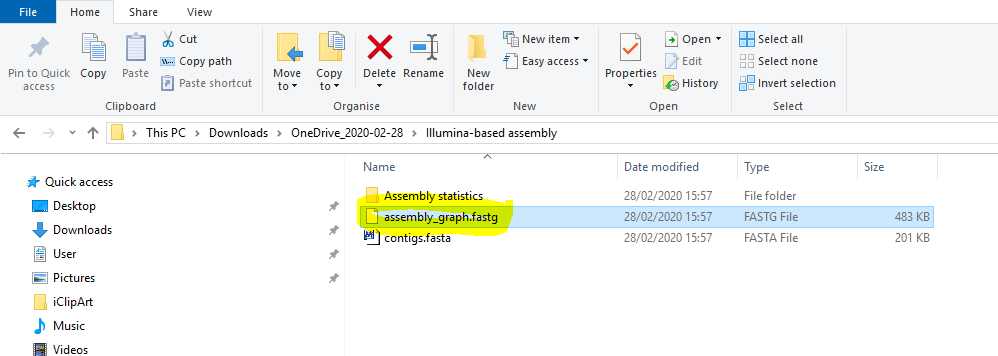 File Home Share View
Cut
Copy path
Paste shortcut
Pin to Quick access
Copy
Paste
Clipboard
Move to
Copy to
Delete
Rename
Organise
New folder
New item
Easy access
New
Properties
Open
Edit
History
Open
Select all
Select none
Invert selection
Select
This PC Downloads OneDrive_2020-02-28 Illumina-based assembly
Name Date modified Type Size
Quick access
Desktop
Downloads
User
Pictures
iClipArt
Music
Videos
Assembly statistics 28/02/2020 15:57 File folder
assembly_graph.fastg 28/02/2020 15:57 FASTG File 483 KB
contigs.fasta 28/02/2020 15:57 FASTA File 201 KB